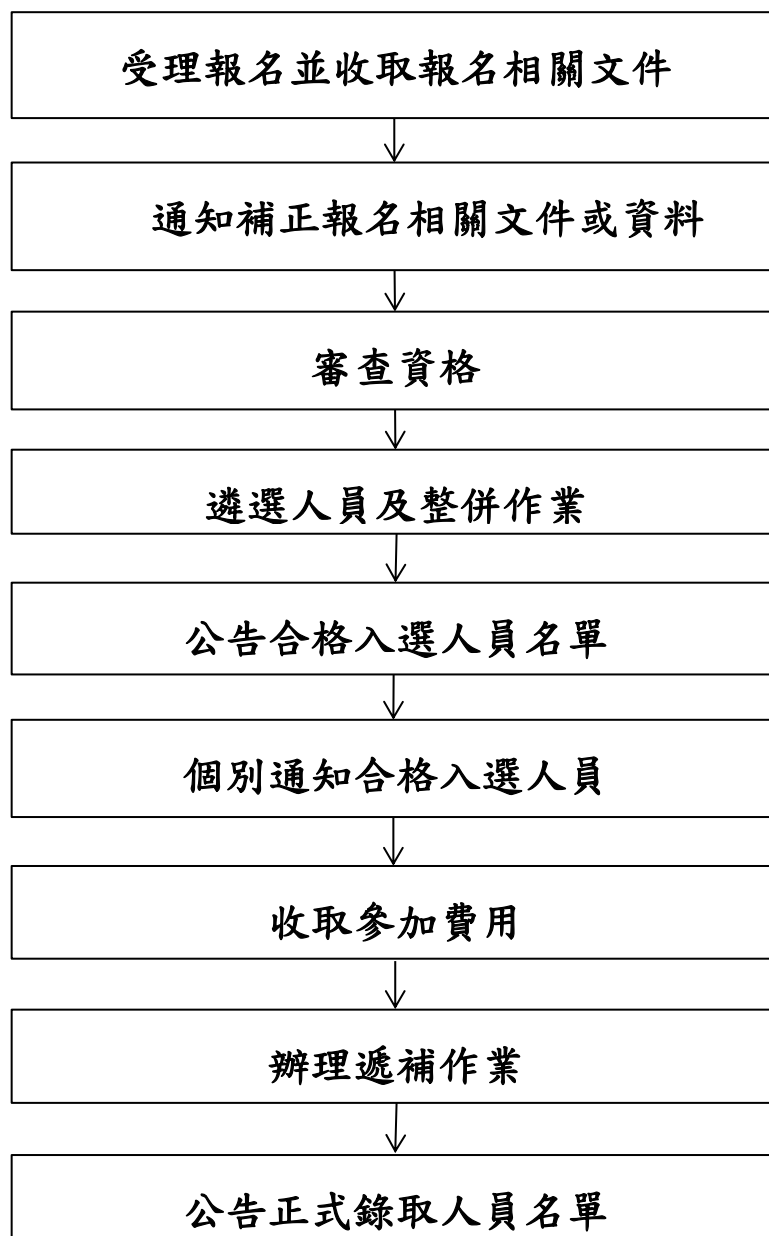 受理報名並收取報名相關文件
通知補正報名相關文件或資料
審查資格
遴選人員及整併作業
公告合格入選人員名單
個別通知合格入選人員
收取參加費用
辦理遞補作業
公告正式錄取人員名單